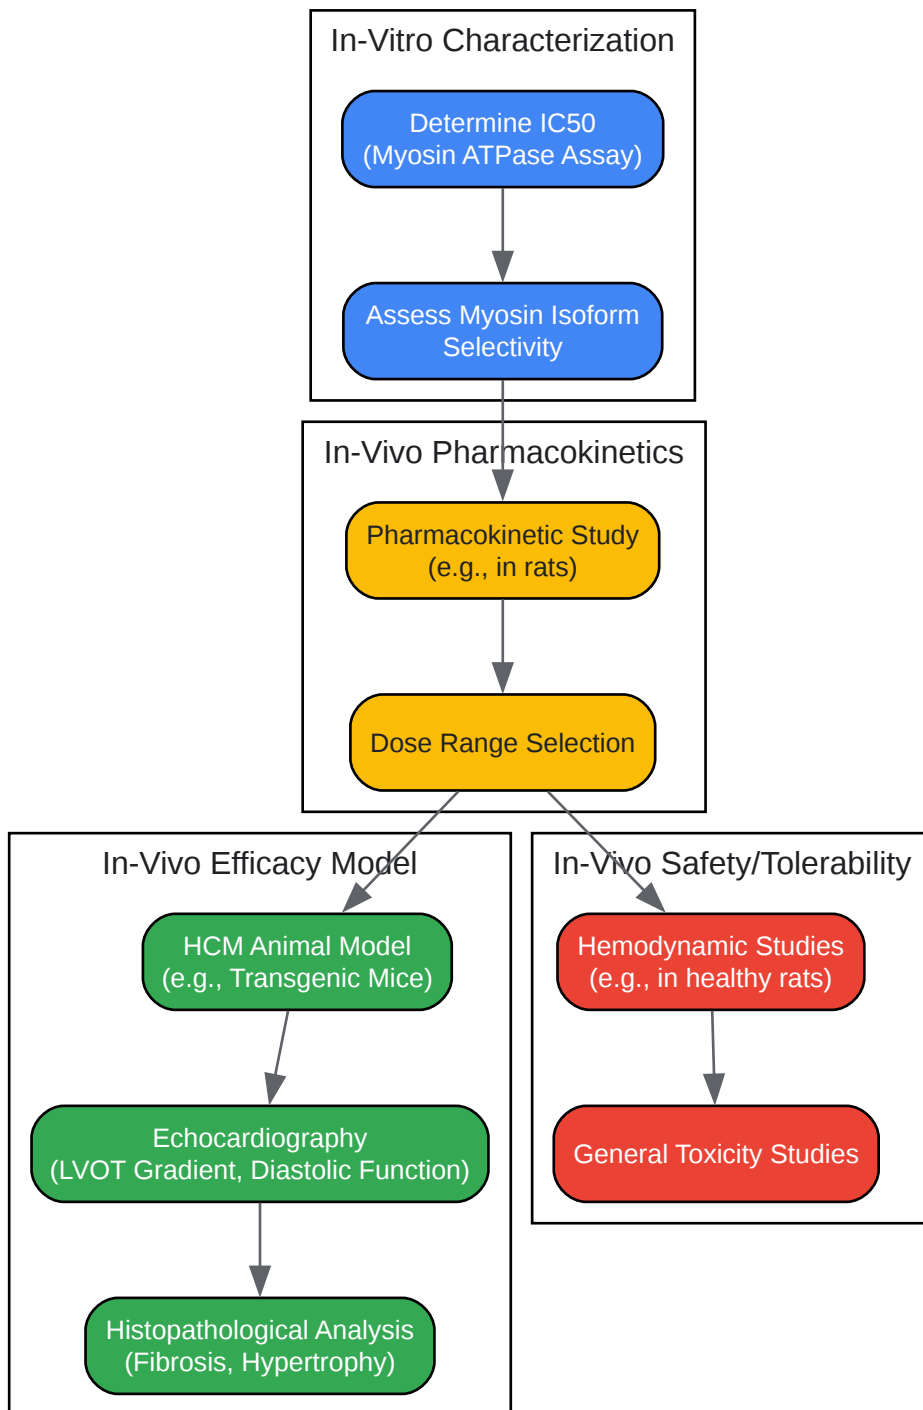 In-Vitro Characterization
Determine IC50
(Myosin ATPase Assay)
Assess Myosin Isoform
Selectivity
In-Vivo Pharmacokinetics
Pharmacokinetic Study
(e.g., in rats)
Dose Range Selection
In-Vivo Efficacy Model
HCM Animal Model
(e.g., Transgenic Mice)
Echocardiography
(LVOT Gradient, Diastolic Function)
Histopathological Analysis
(Fibrosis, Hypertrophy)
In-Vivo Safety/Tolerability
Hemodynamic Studies
(e.g., in healthy rats)
General Toxicity Studies